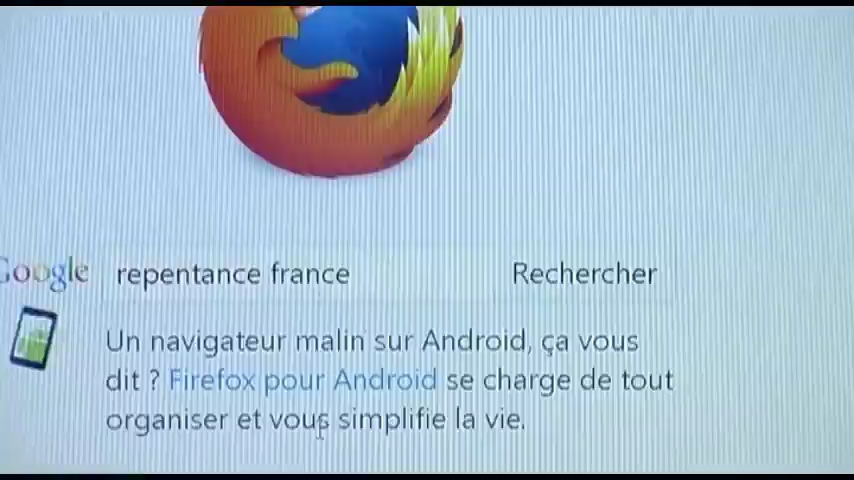 Google repentance france Rechercher
Un navigateur malin sur Android, ça vous
dit ? Firefox pour Android se charge de tout
organiser et vous simplifie la vie.